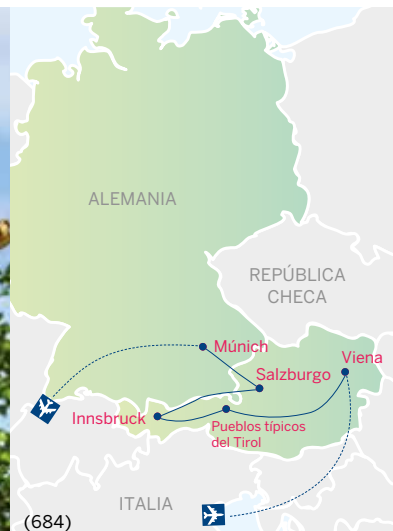 ALEMANIA
REPÚBLICA
CHECA
Múnich
Viena
Salzburgo
Innsbruck
Pueblos típicos
del Tirol
ITALIA
(684)